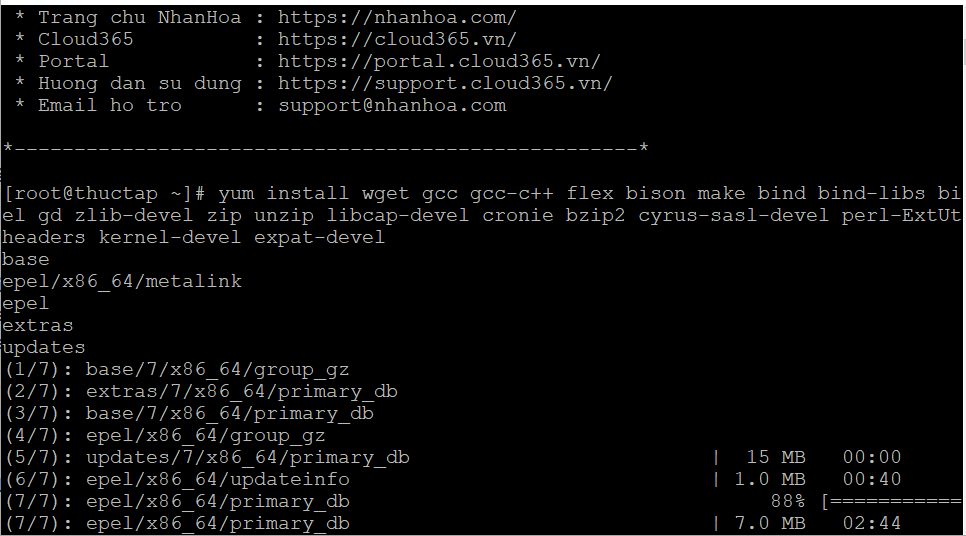 * Trang chu NhanHoa : https://nhanhoa.com/
* Cloud365 : https://cloud365.vn/
* Portal : https://portal.cloud365.vn/
* Huong dan su dung : https://support.cloud365.vn/
* Email ho tro : support@nhanhoa.com
*----------------------------------------------------*
[root@thuctap ~]# yum install wget gcc gcc-c++ flex bison make bind bind-libs bi
el gd zlib-devel zip unzip libcap-devel cronie bzip2 cyrus-sasl-devel perl-ExtUt
headers kernel-devel expat-devel
base
epel/x86_64/metalink
epel
extras
updates
(1/7): base/7/x86_64/group_gz
(2/7): extras/7/x86_64/primary_db
(3/7): base/7/x86_64/primary_db
(4/7): epel/x86_64/group_gz
(5/7): updates/7/x86_64/primary_db | 15 MB 00:00
(6/7): epel/x86_64/updateinfo | 1.0 MB 00:40
(7/7): epel/x86_64/primary_db 88% [===========
(7/7): epel/x86_64/primary_db | 7.0 MB 02:44